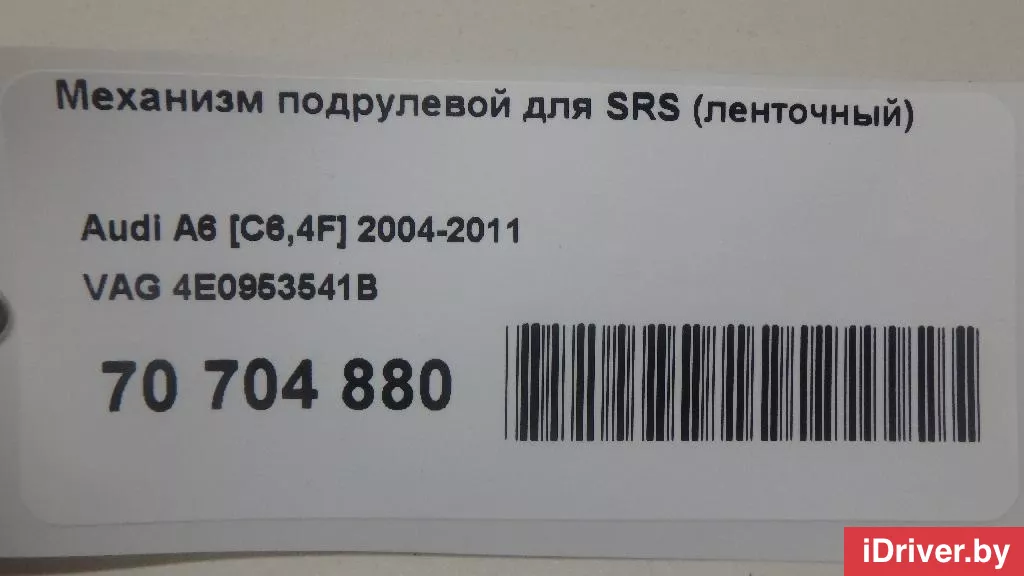 Механизм подрулевой для SRS (ленточный)
Audi A6 [C6,4F] 2004-2011
VAG 4E0953541B
70 704 880
iDriver.by